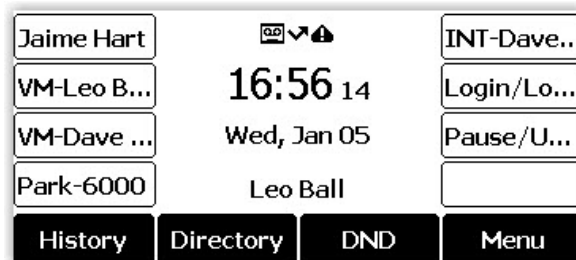 Jaime Hart
VM-Leo B...
VM-Dave ...
Park-6000
16:56 14
Wed, Jan 05
Leo Ball
INT-Dave..
Login/Lo...
Pause/U...
History Directory DND Menu